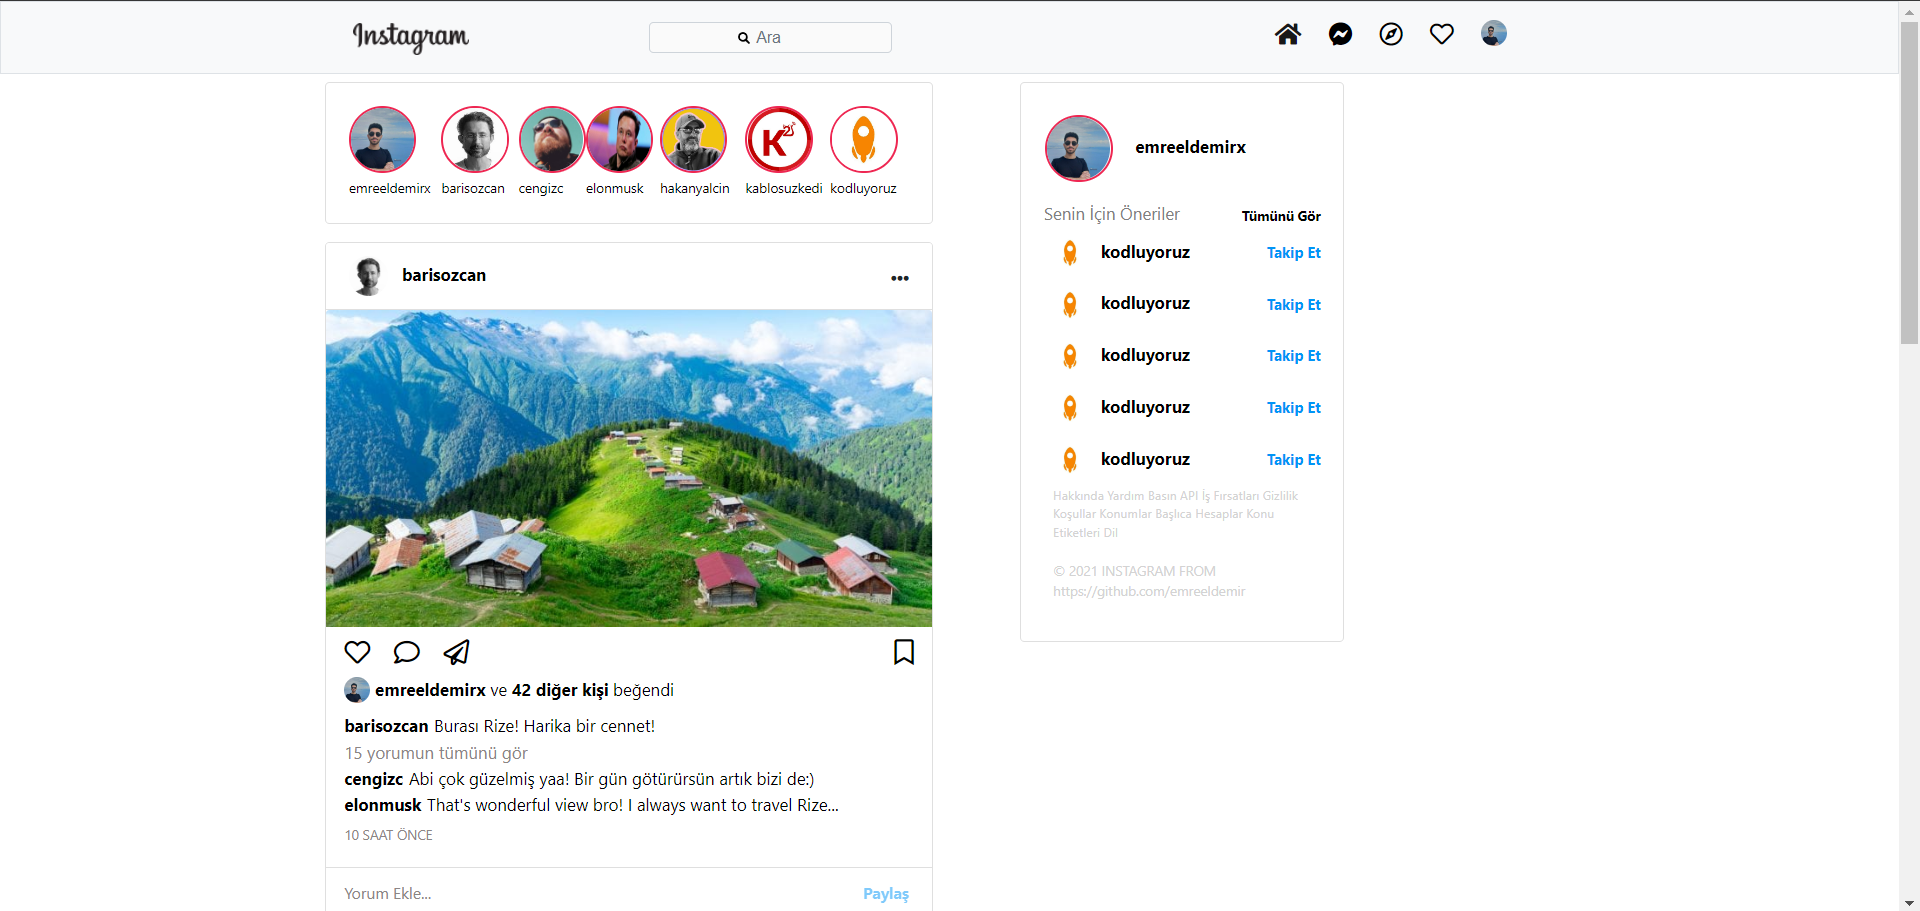 Instagram
Ara
emreeldemirx barisozcan cengizc elonmusk hakanyalcin kablosuzkedi kodluyoruz
barisozcan
emreeldemirx ve 42 diğer kişi beğendi
barisozcan Burası Rize! Harika bir cennet!
15 yorumun tümünü gör
cengizc Abi çok güzelmiş yaa! Bir gün götürürsün artık bizi de:)
elonmusk That's wonderful view bro! I always want to travel Rize...
10 SAAT ÖNCE
Yorum Ekle... Paylaş
emreeldemirx
Senin İçin Öneriler Tümünü Gör
kodluyoruz Takip Et
kodluyoruz Takip Et
kodluyoruz Takip Et
kodluyoruz Takip Et
kodluyoruz Takip Et
Hakkında Yardım Basın API İş Fırsatları Gizlilik
Koşullar Konumlar Başlıca Hesaplar Konu
Etiketleri Dil
© 2021 INSTAGRAM FROM
https://github.com/emreeldemir